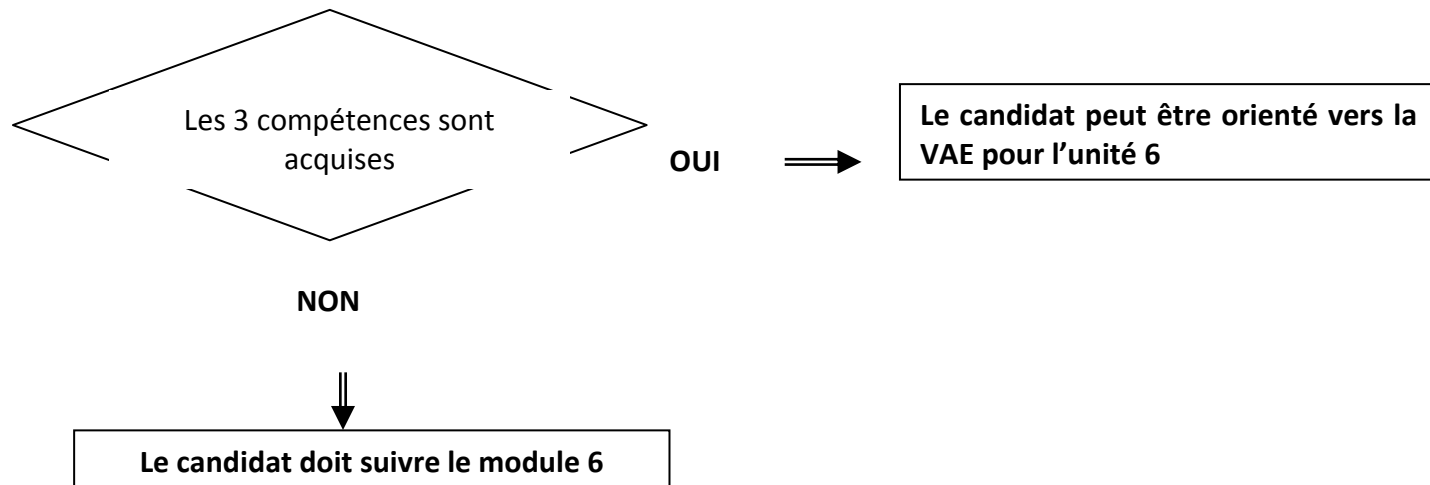 Les 3 compétences sont
acquises
OUI
Le candidat peut être orienté vers la
VAE pour l’unité 6
NON
Le candidat doit suivre le module 6